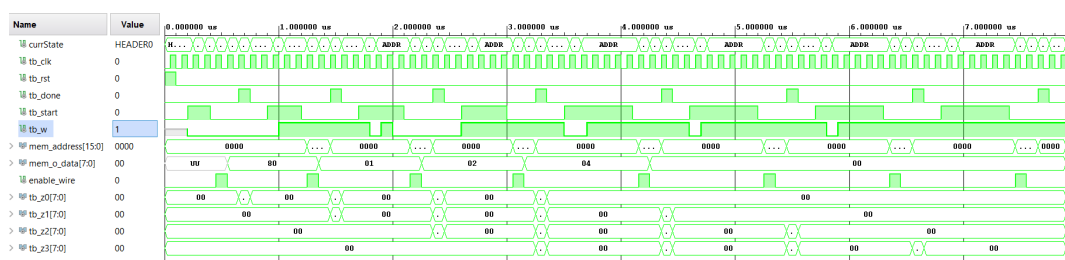 Name Value 0.000000 us 1.000000 us 2.000000 us 3.000000 us 4.000000 us 5.000000 us 6.000000 us 7.000000 us
currState HEADER0 H... . . . . ... . ... . . . ADDR . . . ... . ADDR . . . ... . ADDR . . . ... . ADDR . . . ... . ADDR . . . ... . ADDR . . ..
tb_clk 0
tb_rst 0
tb_done 0
tb_start 0
tb_w 1
mem_address[15:0] 0000 0000 ... 0000 ... 0000 ... 0000 ... 0000 ... 0000 ... 0000 ... 0000
mem_o_data[7:0] 00 UU 80 01 02 04 00
enable_wire 0
tb_z0[7:0] 00 00 . 00 . 00 . 00 . 00
tb_z1[7:0] 00 00 . 00 . 00 . 00 . 00
tb_z2[7:0] 00 00 . 00 . 00 . 00 . 00
tb_z3[7:0] 00 00 . 00 . 00 . 00 . 00